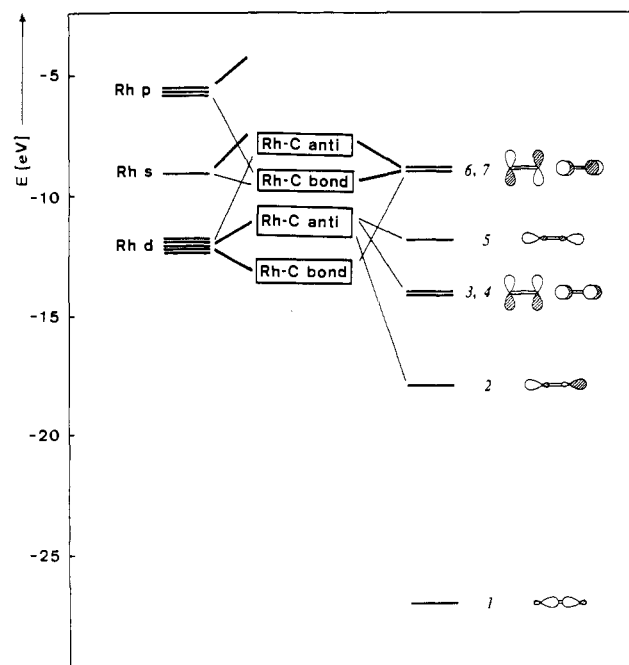 -5
Rh p
Rh-C anti
Rh s
6, 7
Rh-C bond
-10
Rh-C anti
5
Rh d
Rh-C bond
3, 4
-15
2
-20
-25
1
E [eV]